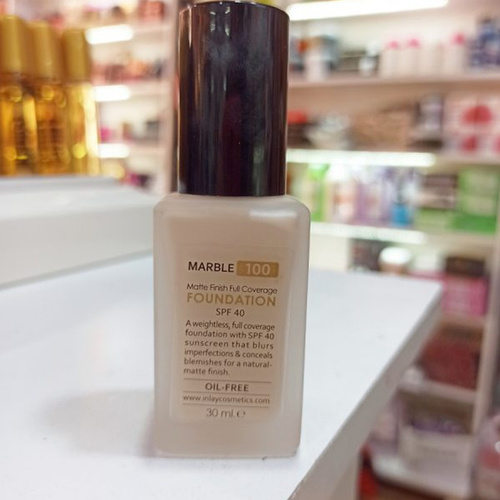 MARBLE 100
Matte Finish Full Coverage
FOUNDATION
SPF 40
A weightless, full coverage
foundation with SPF 40
sunscreen that blurs
imperfections & conceals
blemishes for a natural-
matte finish.
OIL-FREE
www.inlaycosmetics.com
30 ml. ℮